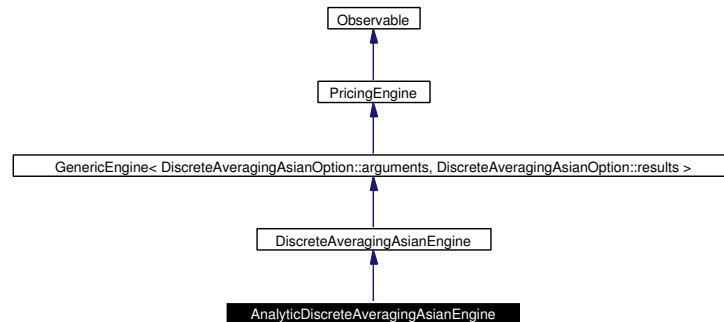 Observable
PricingEngine
GenericEngine< DiscreteAveragingAsianOption::arguments, DiscreteAveragingAsianOption::results >
DiscreteAveragingAsianEngine
AnalyticDiscreteAveragingAsianEngine